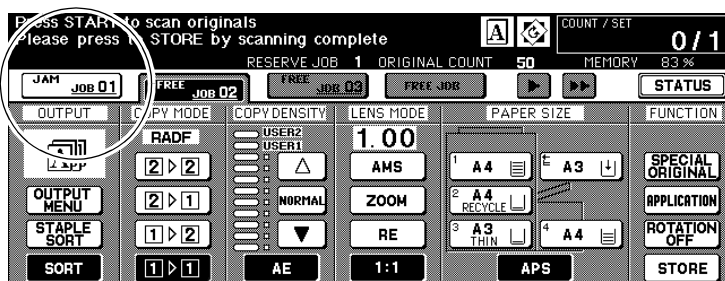 Press START to scan originals
Please press to STORE by scanning complete
A
COUNT / SET
0/1
RESERVE JOB 1 ORIGINAL COUNT 50 MEMORY 83 %
JAM JOB 01
FREE JOB 02
FREE JOB 03
FREE JOB
STATUS
OUTPUT
COPY MODE
COPY DENSITY
LENS MODE
PAPER SIZE
FUNCTION
RADF
USER2
USER1
1.00
2 2
AMS
1 A4
A3
SPECIAL
ORIGINAL
OUTPUT
MENU
2 1
NORMAL
ZOOM
2 A4
RECYCLE
APPLICATION
STAPLE
SORT
1 2
RE
3 A3
THIN
4 A4
ROTATION
OFF
SORT
1 1
AE
1:1
APS
STORE